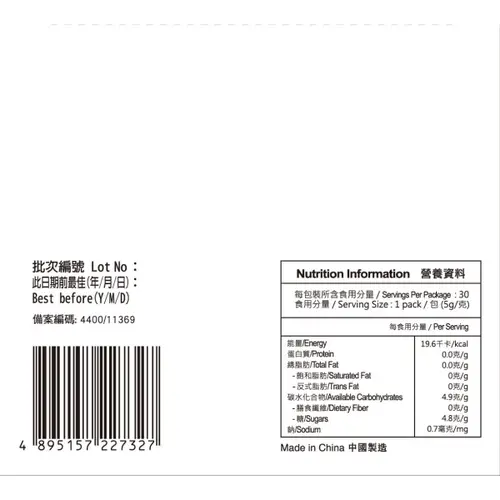 批次編號 Lot No：
此日期前最佳(年/月/日)：
Best before(Y/M/D)
備案編碼: 4400/11369
4 895157 227327
Nutrition Information 營養資料
每包裝所含食用分量 / Servings Per Package : 30
食用分量 / Serving Size : 1 pack / 包 (5g/克)
每食用分量 / Per Serving
能量/Energy 19.6千卡/kcal
蛋白質/Protein 0.0克/g
總脂肪/Total Fat 0.0克/g
- 飽和脂肪/Saturated Fat 0克/g
- 反式脂肪/Trans Fat 0克/g
碳水化合物/Available Carbohydrates 4.9克/g
- 膳食纖維/Dietary Fiber 0克/g
- 糖/Sugars 4.8克/g
鈉/Sodium 0.7毫克/mg
Made in China 中國製造